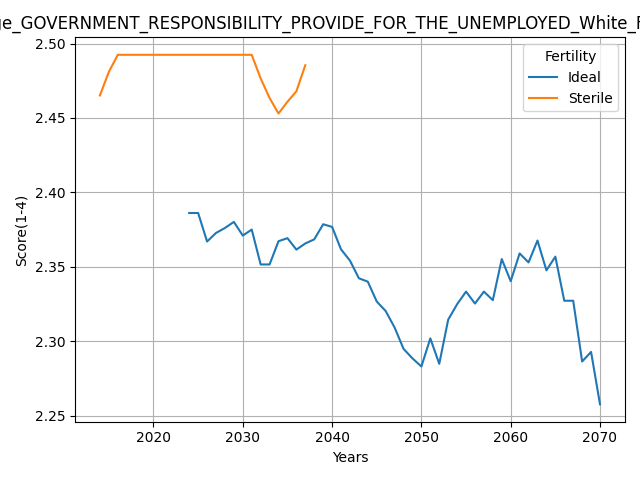 ge_GOVERNMENT_RESPONSIBILITY_PROVIDE_FOR_THE_UNEMPLOYED_White_F
2.50
2.45
2.40
2.35
2.30
2.25
Score(1-4)
Fertility
Ideal
Sterile
2020
2030
2040
2050
2060
2070
Years